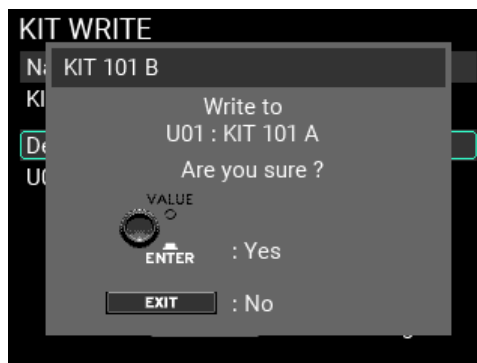 KIT WRITE
KIT 101 B
Write to
U01 : KIT 101 A
Are you sure ?
VALUE
ENTER : Yes
EXIT : No